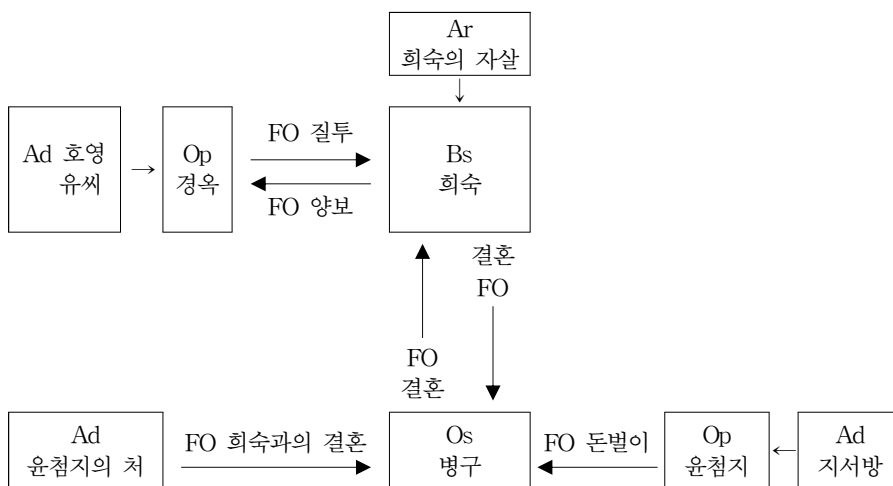 Ar
희숙의 자살
↓
Ad 호영
유씨
→
Op
경옥
FO 질투
FO 양보
Bs
희숙
결혼
FO
FO
결혼
Ad
윤첨지의 처
FO 희숙과의 결혼
Os
병구
FO 돈벌이
Op
윤첨지
←
Ad
지서방